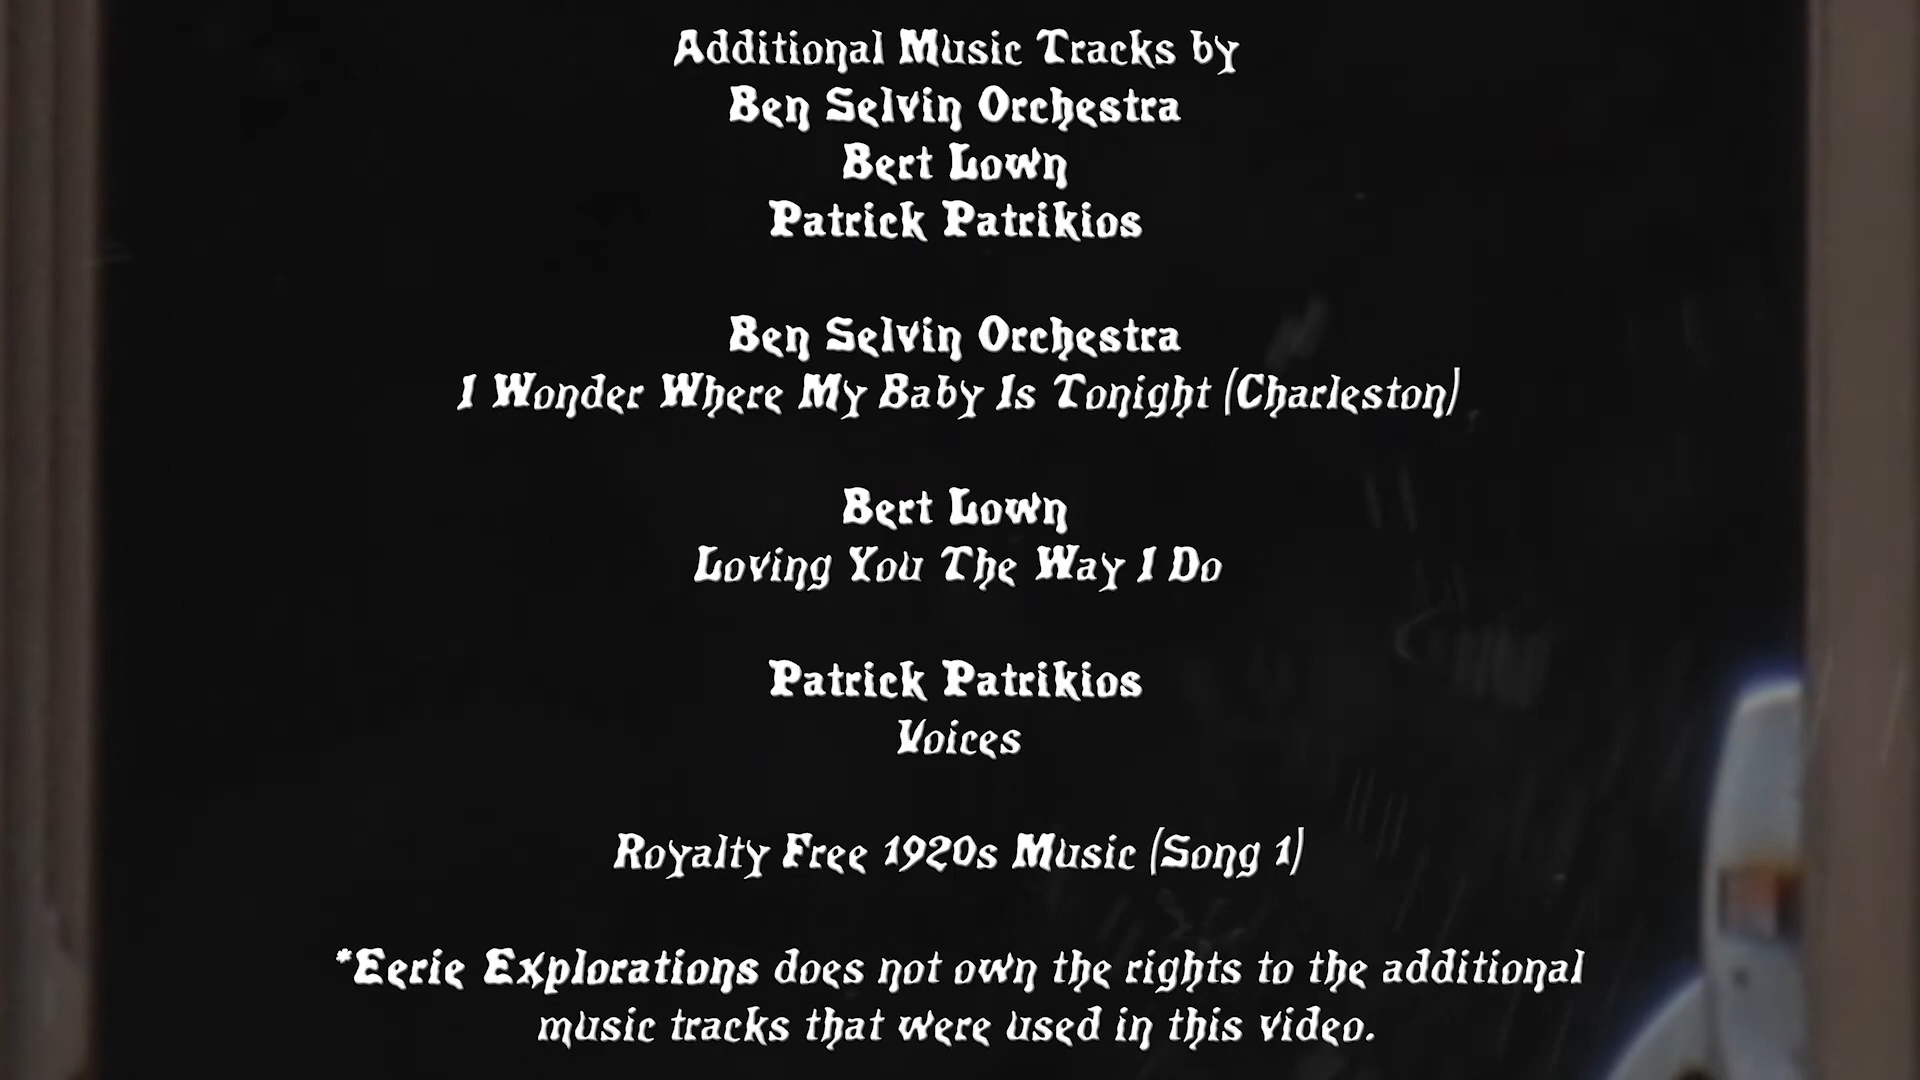 Additional Music Tracks by
Ben Selvin Orchestra
Bert Lown
Patrick Patrikios
Ben Selvin Orchestra
I Wonder Where My Baby Is Tonight (Charleston)
Bert Lown
Loving You The Way I Do
Patrick Patrikios
Voices
Royalty Free 1920s Music (Song 1)
*Eerie Explorations does not own the rights to the additional
music tracks that were used in this video.